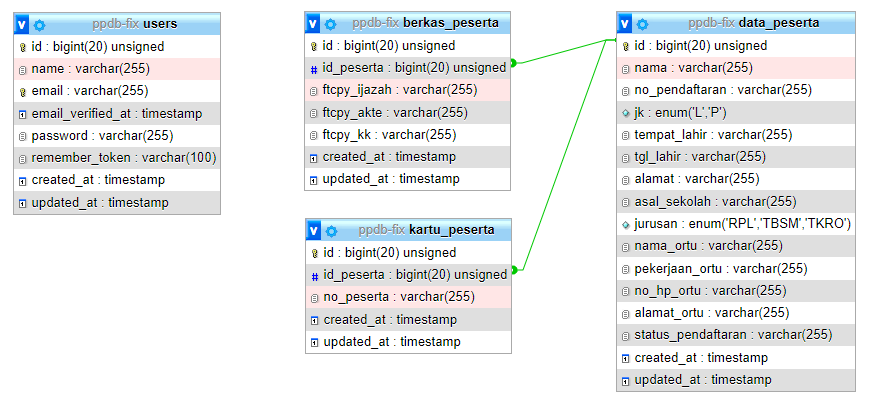 v ppdb-fix users
id : bigint(20) unsigned
name : varchar(255)
email : varchar(255)
email_verified_at : timestamp
password : varchar(255)
remember_token : varchar(100)
created_at : timestamp
updated_at : timestamp
v ppdb-fix berkas_peserta
id : bigint(20) unsigned
# id_peserta : bigint(20) unsigned
ftcpy_ijazah : varchar(255)
ftcpy_akte : varchar(255)
ftcpy_kk : varchar(255)
created_at : timestamp
updated_at : timestamp
v ppdb-fix kartu_peserta
id : bigint(20) unsigned
# id_peserta : bigint(20) unsigned
no_peserta : varchar(255)
created_at : timestamp
updated_at : timestamp
v ppdb-fix data_peserta
id : bigint(20) unsigned
nama : varchar(255)
no_pendaftaran : varchar(255)
jk : enum('L','P')
tempat_lahir : varchar(255)
tgl_lahir : varchar(255)
alamat : varchar(255)
asal_sekolah : varchar(255)
jurusan : enum('RPL','TBSM','TKRO')
nama_ortu : varchar(255)
pekerjaan_ortu : varchar(255)
no_hp_ortu : varchar(255)
alamat_ortu : varchar(255)
status_pendaftaran : varchar(255)
created_at : timestamp
updated_at : timestamp